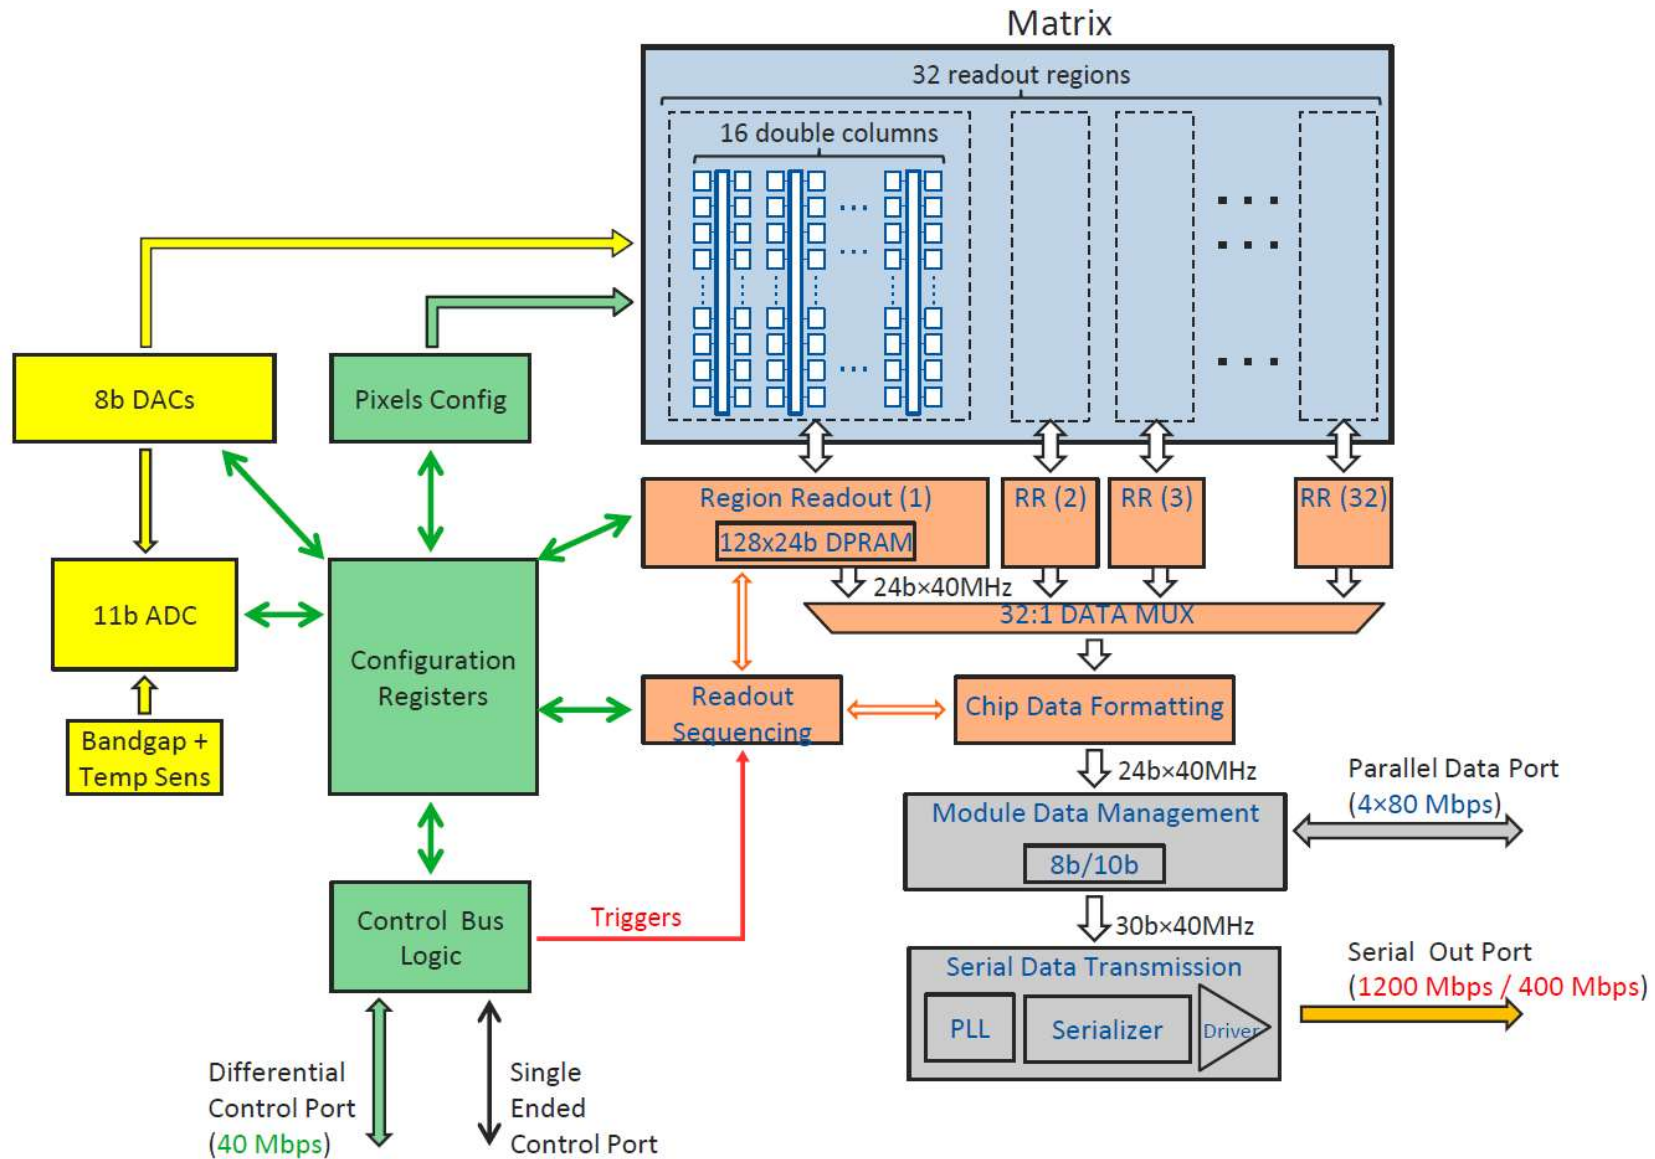 Matrix
32 readout regions
16 double columns
8b DACs
Pixels Config
Region Readout (1)
128x24b DPRAM
RR (2)
RR (3)
RR (32)
24b×40MHz
32:1 DATA MUX
11b ADC
Configuration
Registers
Readout
Sequencing
Chip Data Formatting
Bandgap +
Temp Sens
24b×40MHz
Parallel Data Port
(4×80 Mbps)
Module Data Management
8b/10b
Control Bus
Logic
Triggers
30b×40MHz
Serial Data Transmission
PLL
Serializer
Driver
Serial Out Port
(1200 Mbps / 400 Mbps)
Differential
Control Port
(40 Mbps)
Single
Ended
Control Port